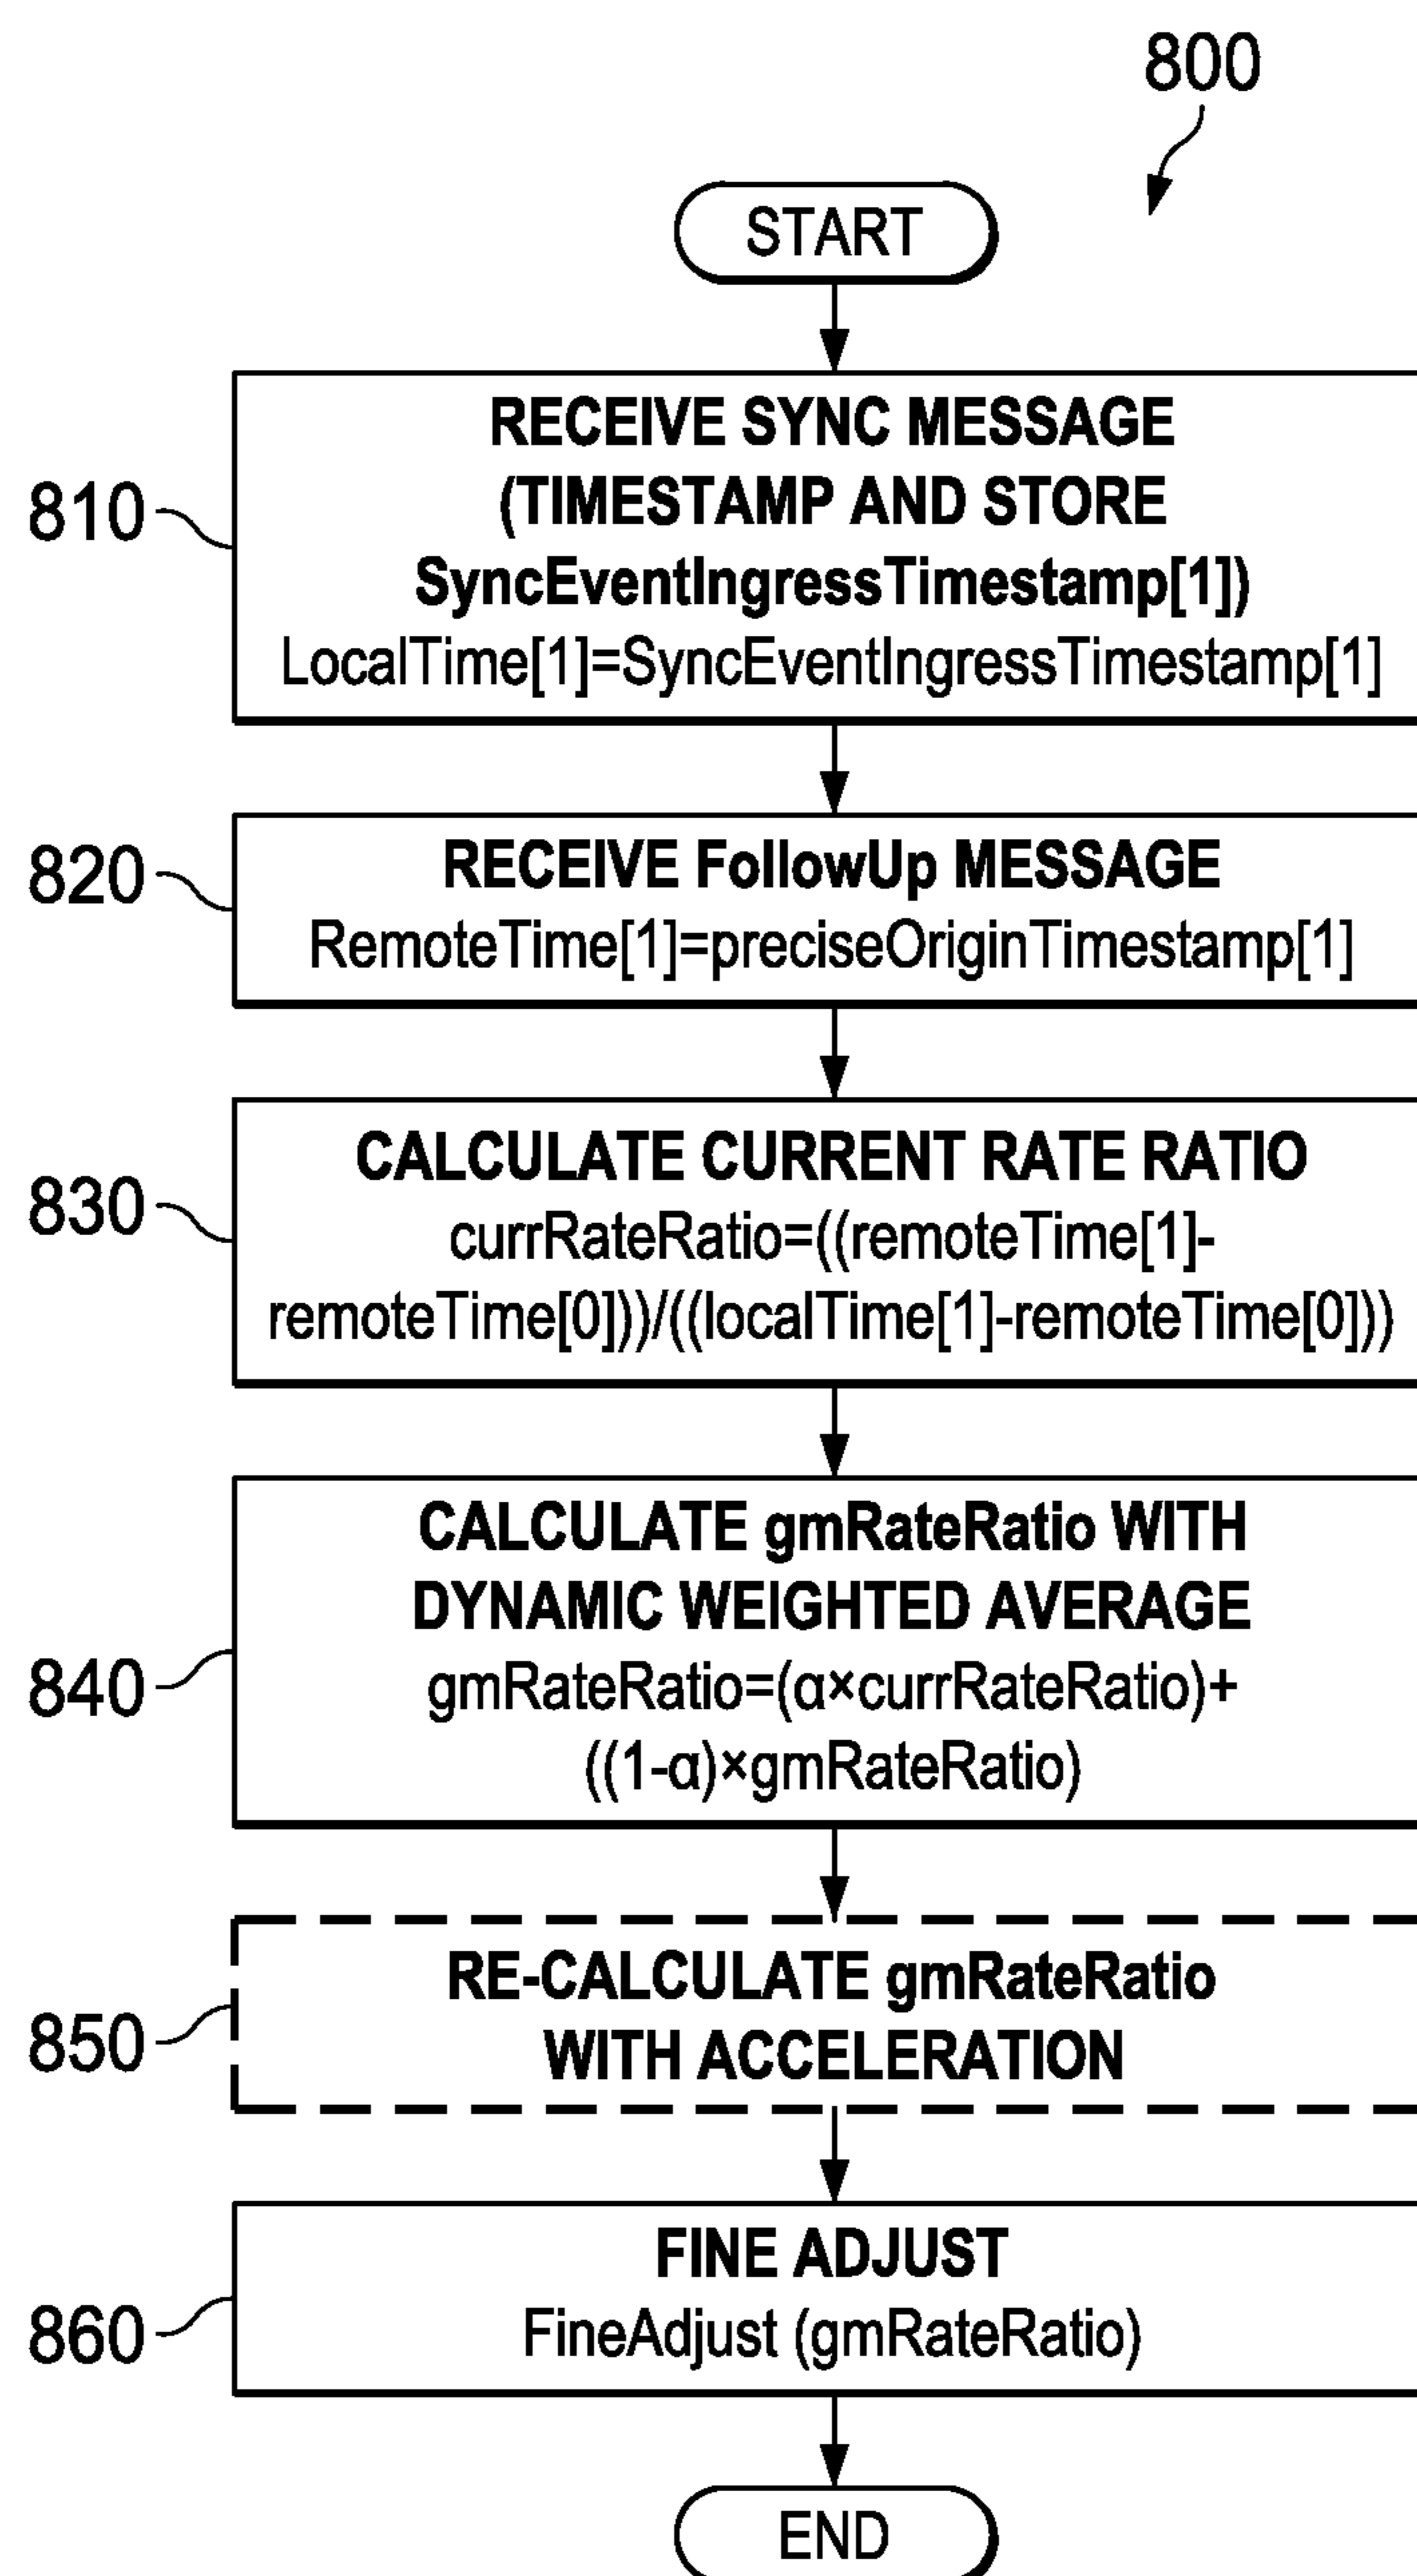 800
START
810
RECEIVE SYNC MESSAGE
(TIMESTAMP AND STORE
SyncEventIngressTimestamp[1])
LocalTime[1]=SyncEventIngressTimestamp[1]
820
RECEIVE FollowUp MESSAGE
RemoteTime[1]=preciseOriginTimestamp[1]
830
CALCULATE CURRENT RATE RATIO
currRateRatio=((remoteTime[1]-
remoteTime[0]))/((localTime[1]-remoteTime[0]))
840
CALCULATE gmRateRatio WITH
DYNAMIC WEIGHTED AVERAGE
gmRateRatio=(α×currRateRatio)+
((1-α)×gmRateRatio)
850
RE-CALCULATE gmRateRatio
WITH ACCELERATION
860
FINE ADJUST
FineAdjust (gmRateRatio)
END